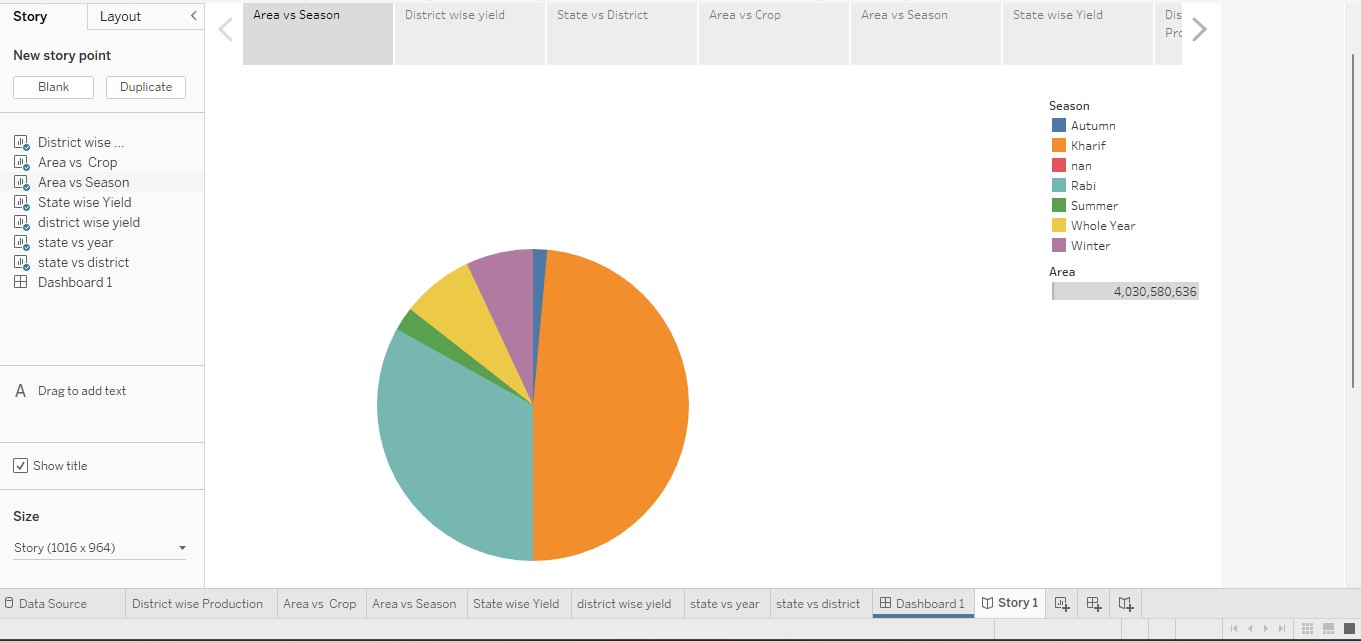 Story
Layout
New story point
Blank
Duplicate
District wise ...
Area vs  Crop
Area vs Season
State wise Yield
district wise yield
state vs year
state vs district
Dashboard 1
A Drag to add text
Show title
Size
Story (1016 x 964)
Area vs Season
District wise yield
State vs District
Area vs Crop
Area vs Season
State wise Yield
Dis
Prc
Season
Autumn
Kharif
nan
Rabi
Summer
Whole Year
Winter
Area
4,030,580,636
Data Source
District wise Production
Area vs  Crop
Area vs Season
State wise Yield
district wise yield
state vs year
state vs district
Dashboard 1
Story 1